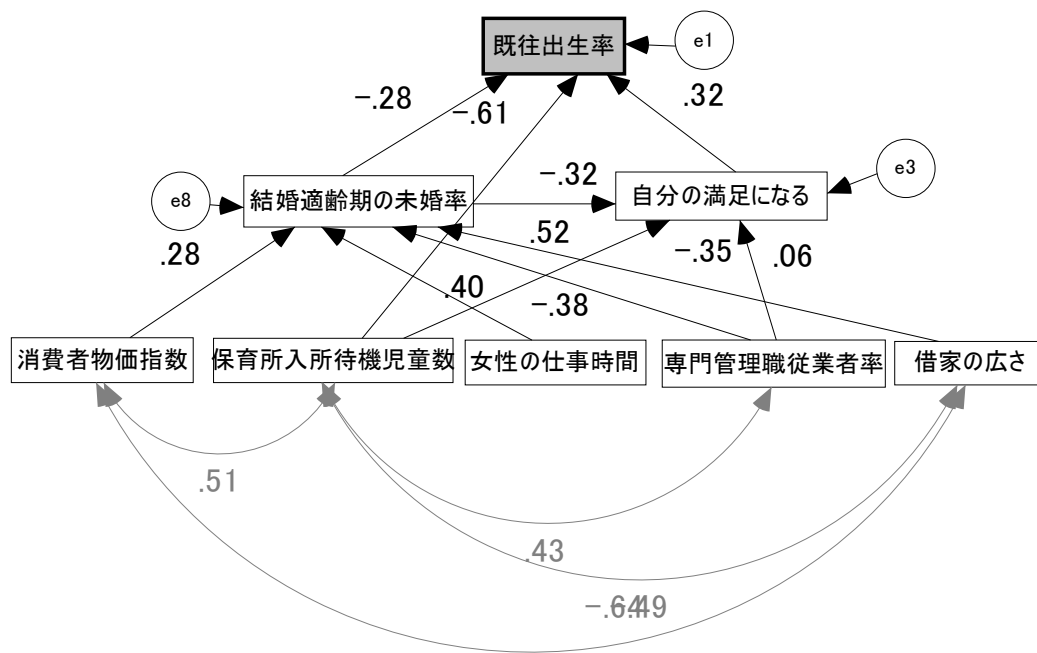 既往出生率
e1
-.28
-.61
.32
e8
結婚適齢期の未婚率
-.32
自分の満足になる
e3
.28
.52
-.35
.06
.40
-.38
消費者物価指数
保育所入所待機児童数
女性の仕事時間
専門管理職従業者率
借家の広さ
.51
.43